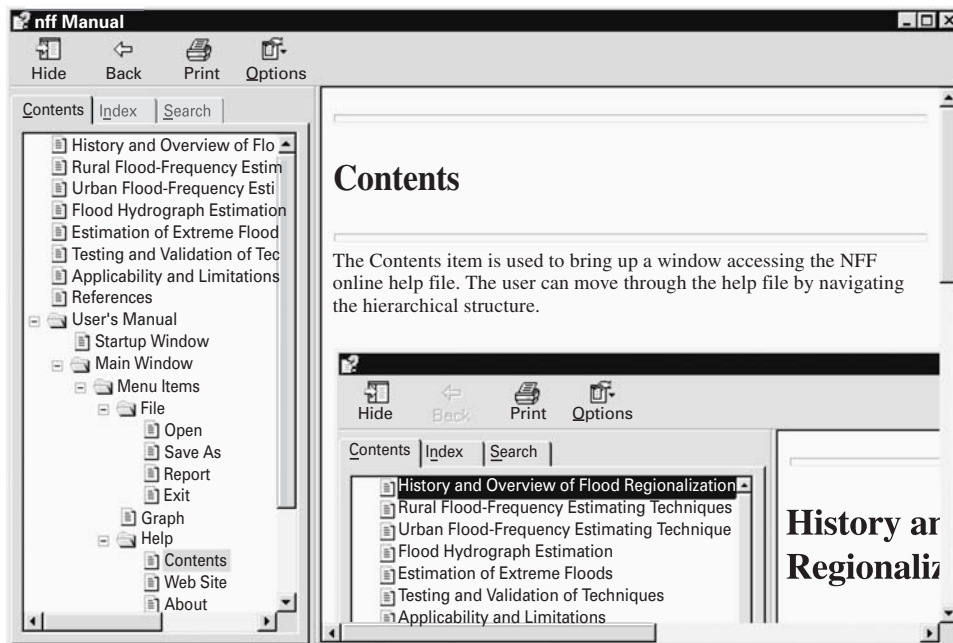 nff Manual
Hide Back Print Options
Contents Index Search
History and Overview of Flo
Rural Flood-Frequency Estim
Urban Flood-Frequency Esti
Flood Hydrograph Estimation
Estimation of Extreme Flood
Testing and Validation of Tec
Applicability and Limitations
References
User's Manual
Startup Window
Main Window
Menu Items
File
Open
Save As
Report
Exit
Graph
Help
Contents
Web Site
About
Contents
The Contents item is used to bring up a window accessing the NFF
online help file. The user can move through the help file by navigating
the hierarchical structure.
Hide Back Print Options
Contents Index Search
History and Overview of Flood Regionalization
Rural Flood-Frequency Estimating Techniques
Urban Flood-Frequency Estimating Technique
Flood Hydrograph Estimation
Estimation of Extreme Floods
Testing and Validation of Techniques
Applicability and Limitations
History an
Regionaliz